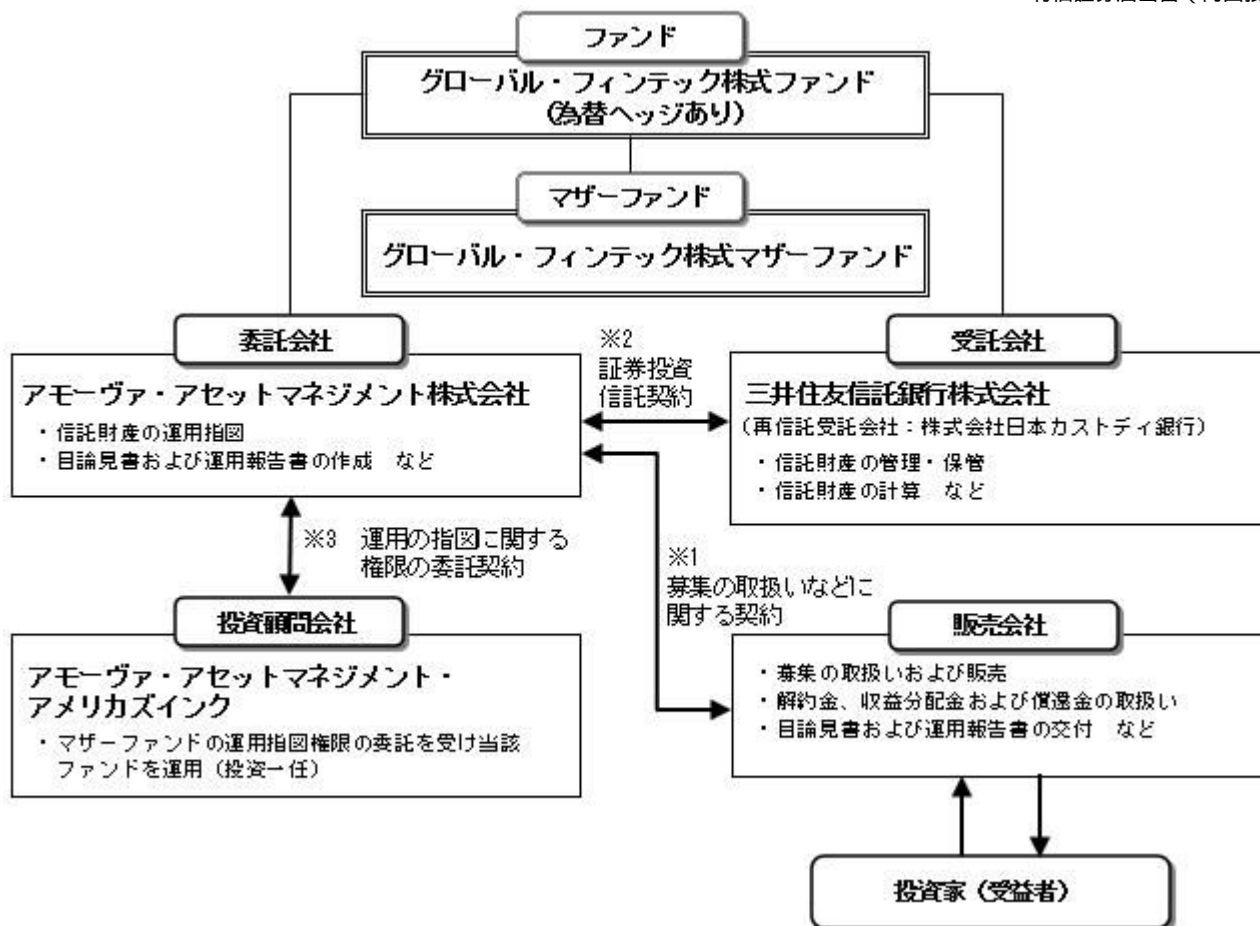 ファンド
グローバル・フィンテック株式ファンド
(為替ヘッジあり)
マザーファンド
グローバル・フィンテック株式マザーファンド
委託会社
アモーヴァ・アセットマネジメント株式会社
・信託財産の運用指図
・目論見書および運用報告書の作成 など
※2
証券投資
信託契約
受託会社
三井住友信託銀行株式会社
(再信託受託会社:株式会社日本カストディ銀行)
・信託財産の管理・保管
・信託財産の計算 など
※3 運用の指図に関する
権限の委託契約
※1
募集の取扱いなどに
関する契約
投資顧問会社
アモーヴァ・アセットマネジメント・
アメリカズインク
・マザーファンドの運用指図権限の委託を受け当該
ファンドを運用(投資一任)
販売会社
・募集の取扱いおよび販売
・解約金、収益分配金および償還金の取扱い
・目論見書および運用報告書の交付 など
投資家(受益者)